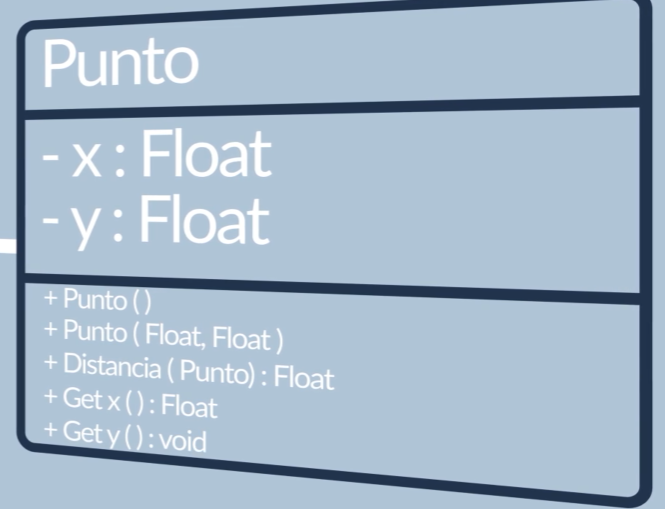 Punto
- x : Float
- y : Float
+ Punto ( )
+ Punto ( Float, Float )
+ Distancia ( Punto) : Float
+ Get x ( ) : Float
+ Get y ( ) : void